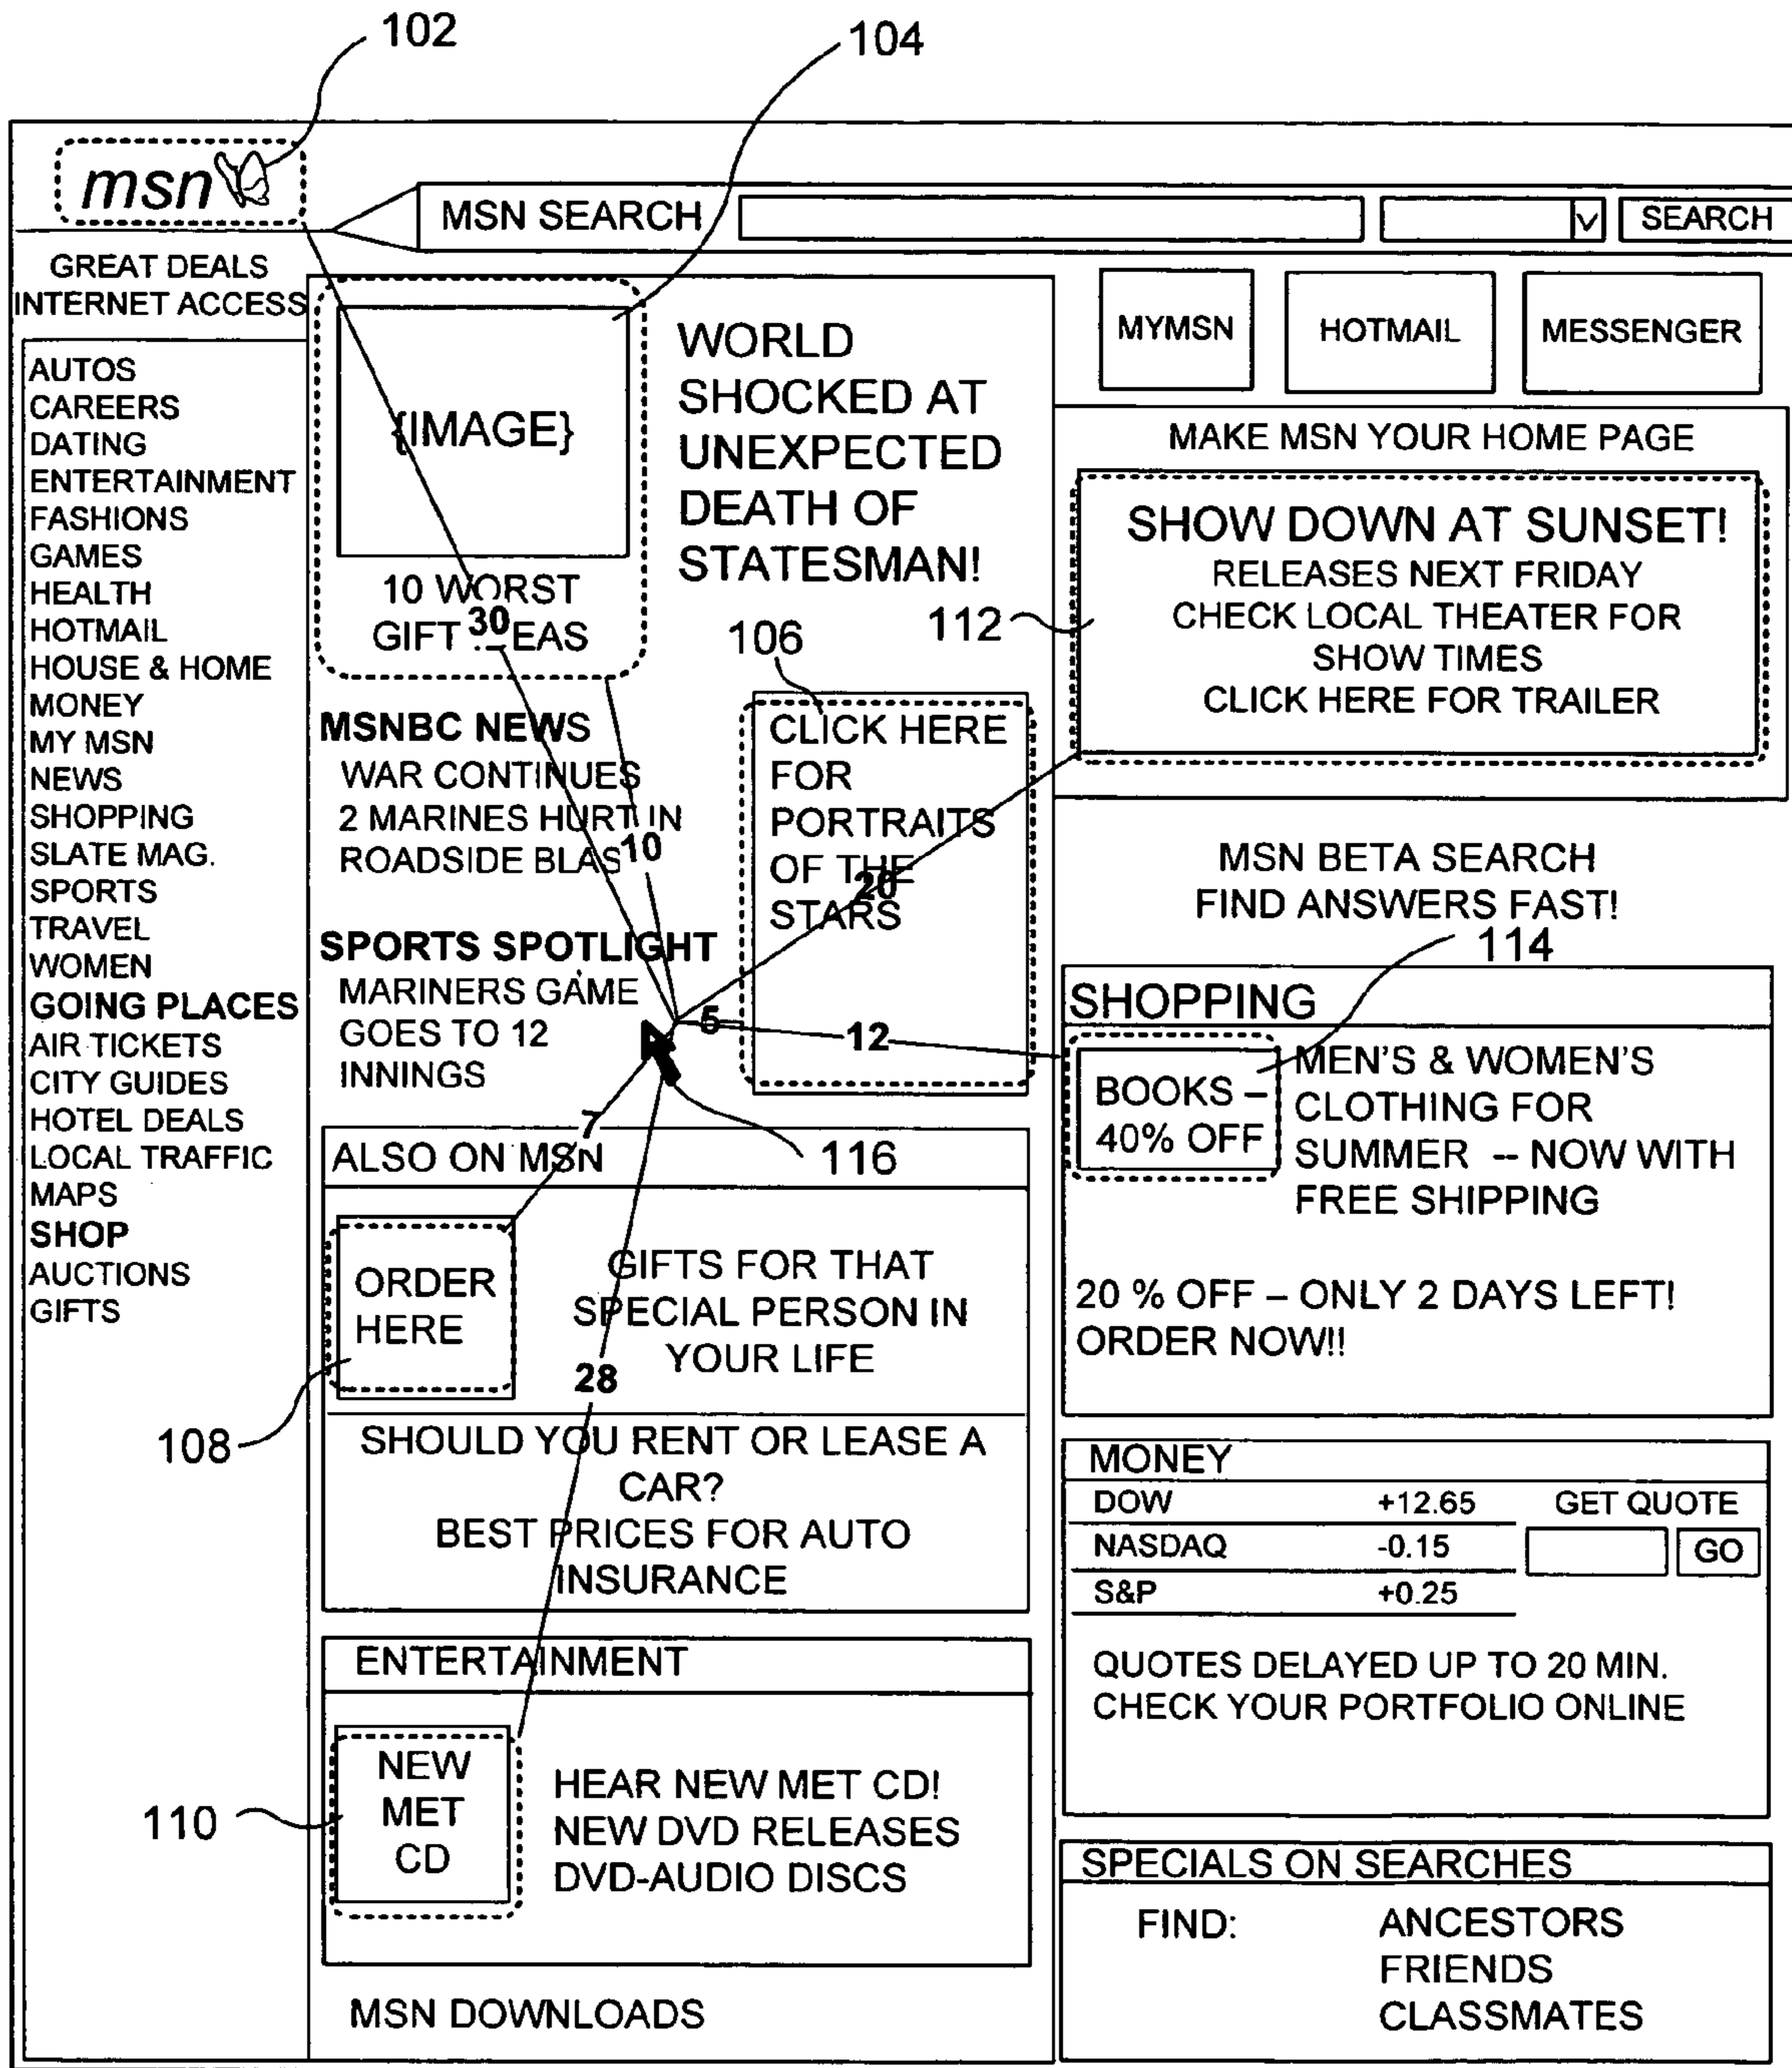 102
104
msn
MSN SEARCH
SEARCH
GREAT DEALS
INTERNET ACCESS
AUTOS
CAREERS
DATING
ENTERTAINMENT
FASHIONS
GAMES
HEALTH
HOTMAIL
HOUSE & HOME
MONEY
MY MSN
NEWS
SHOPPING
SLATE MAG.
SPORTS
TRAVEL
WOMEN
GOING PLACES
AIR TICKETS
CITY GUIDES
HOTEL DEALS
LOCAL TRAFFIC
MAPS
SHOP
AUCTIONS
GIFTS
108
110
{IMAGE}
10 WORST
GIFT IDEAS
30
WORLD
SHOCKED AT
UNEXPECTED
DEATH OF
STATESMAN!
106
112
MSNBC NEWS
WAR CONTINUES
2 MARINES HURT IN
ROADSIDE BLAS
10
CLICK HERE
FOR
PORTRAITS
OF THE
STARS
20
SPORTS SPOTLIGHT
MARINERS GAME
GOES TO 12
INNINGS
5
12
7
116
ALSO ON MSN
ORDER
HERE
GIFTS FOR THAT
SPECIAL PERSON IN
YOUR LIFE
28
SHOULD YOU RENT OR LEASE A
CAR?
BEST PRICES FOR AUTO
INSURANCE
ENTERTAINMENT
NEW
MET
CD
HEAR NEW MET CD!
NEW DVD RELEASES
DVD-AUDIO DISCS
MSN DOWNLOADS
MYMSN
HOTMAIL
MESSENGER
MAKE MSN YOUR HOME PAGE
SHOW DOWN AT SUNSET!
RELEASES NEXT FRIDAY
CHECK LOCAL THEATER FOR
SHOW TIMES
CLICK HERE FOR TRAILER
MSN BETA SEARCH
FIND ANSWERS FAST!
114
SHOPPING
BOOKS –
40% OFF
MEN'S & WOMEN'S
CLOTHING FOR
SUMMER -- NOW WITH
FREE SHIPPING
20 % OFF – ONLY 2 DAYS LEFT!
ORDER NOW!!
MONEY
DOW +12.65 GET QUOTE
NASDAQ -0.15 GO
S&P +0.25
QUOTES DELAYED UP TO 20 MIN.
CHECK YOUR PORTFOLIO ONLINE
SPECIALS ON SEARCHES
FIND: ANCESTORS
FRIENDS
CLASSMATES